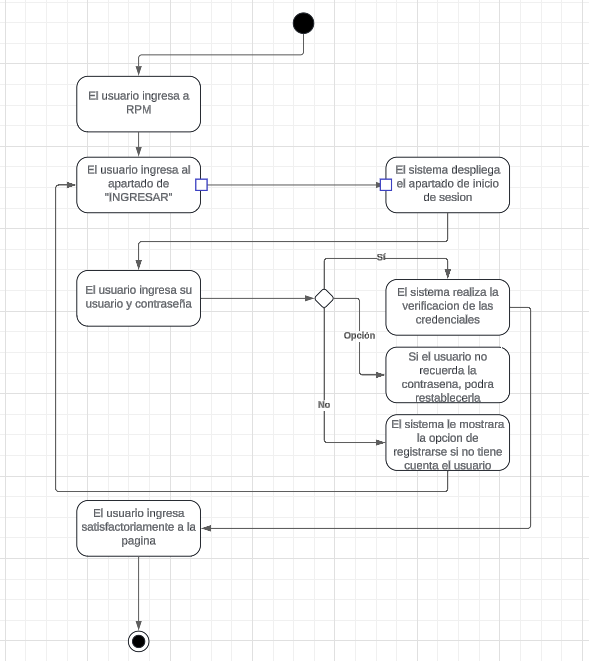 El usuario ingresa a
RPM
El usuario ingresa al
apartado de
"INGRESAR"
El sistema despliega
el apartado de inicio
de sesion
El usuario ingresa su
usuario y contraseña
Sí
El sistema realiza la
verificacion de las
credenciales
Opción
Si el usuario no
recuerda la
contrasena, podra
restablecerla
No
El sistema le mostrara
la opcion de
registrarse si no tiene
cuenta el usuario
El usuario ingresa
satisfactoriamente a la
pagina